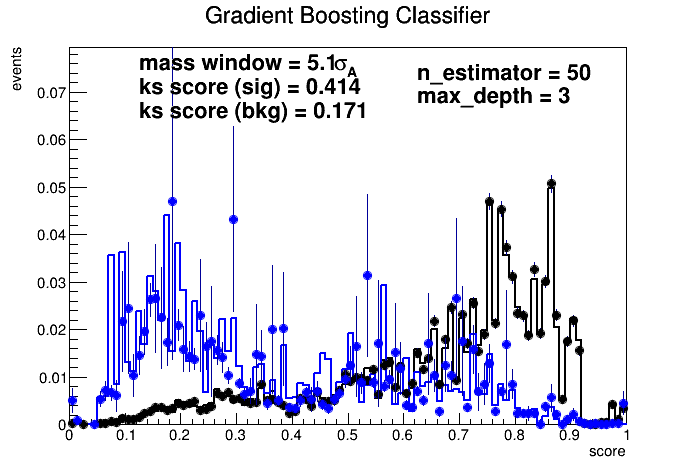 Gradient Boosting Classifier
events
mass window = 5.1σA
ks score (sig) = 0.414
ks score (bkg) = 0.171
n_estimator = 50
max_depth = 3
0.07
0.06
0.05
0.04
0.03
0.02
0.01
0
0 0.1 0.2 0.3 0.4 0.5 0.6 0.7 0.8 0.9 1
score